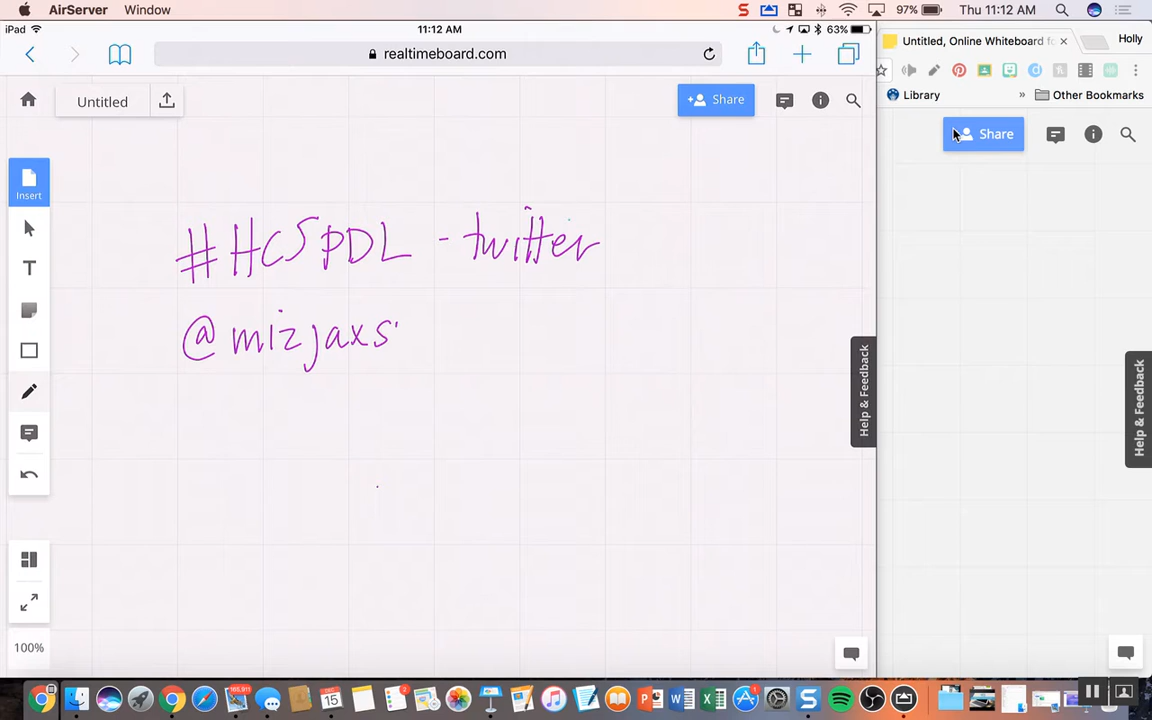 AirServer Window 97% Thu 11:12 AM
iPad 11:12 AM 63%
realtimeboard.com
Untitled, Online Whiteboard fo
Holly
Library
» Other Bookmarks
Untitled
Share
Share
Insert
T
#HCSPDL - twitter
@mizjaxs
Help & Feedback
Help & Feedback
100%